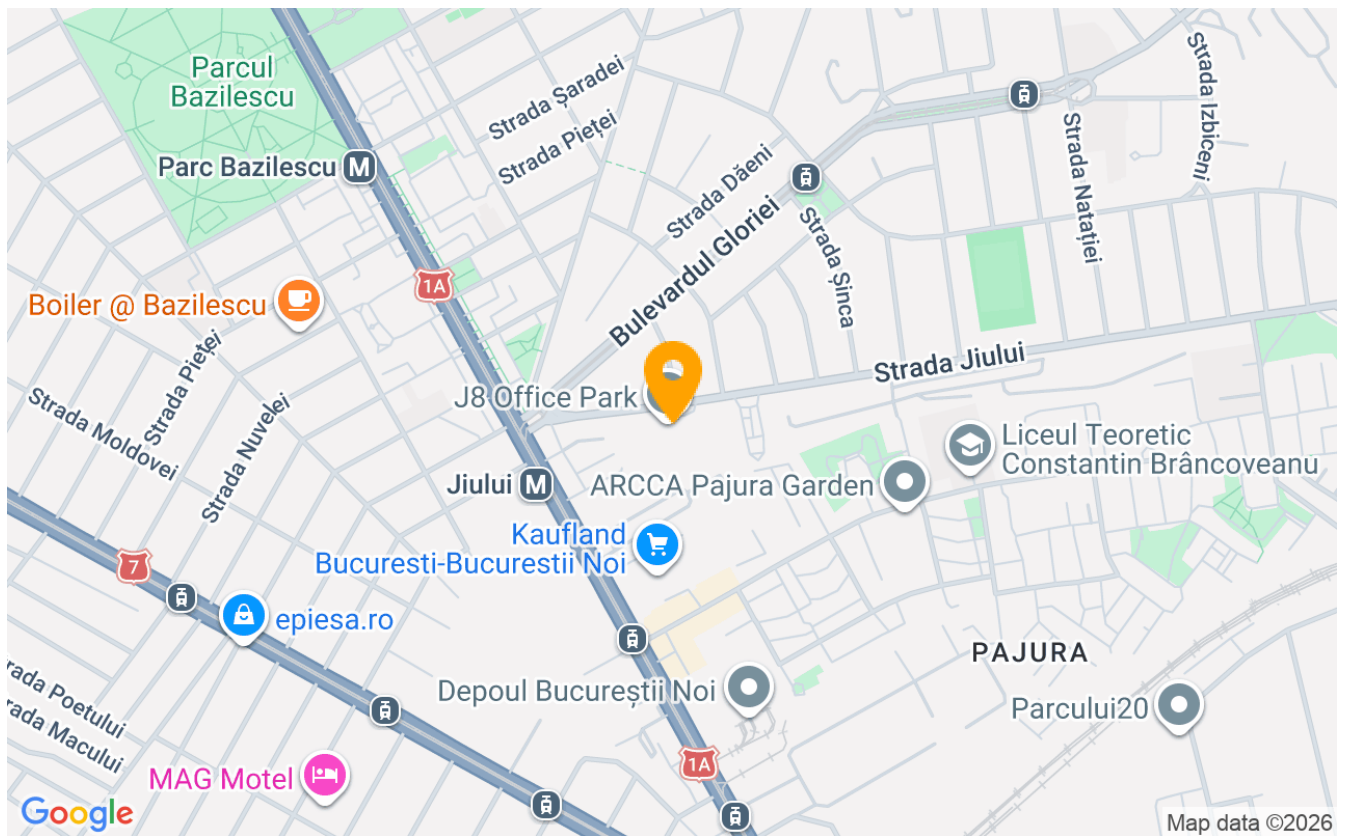 Parcul
Bazilescu
Strada Șaradei
Strada Pieței
Strada Izbiceni
Parc Bazilescu M
Strada Dăeni
Strada Natației
1A
Bulevardul Gloriei
Strada Șinca
Boiler @ Bazilescu
Strada Pieței
Strada Jiului
J8 Office Park
Strada Moldovei
Strada Nuvelei
Liceul Teoretic
Constantin Brâncoveanu
Jiului M
ARCCA Pajura Garden
Kaufland
Bucuresti-Bucurestii Noi
7
epiesa.ro
PAJURA
rada Poetului
Depoul Bucureștii Noi
Parcului20
rada Macului
1A
MAG Motel
Google
Map data ©2026